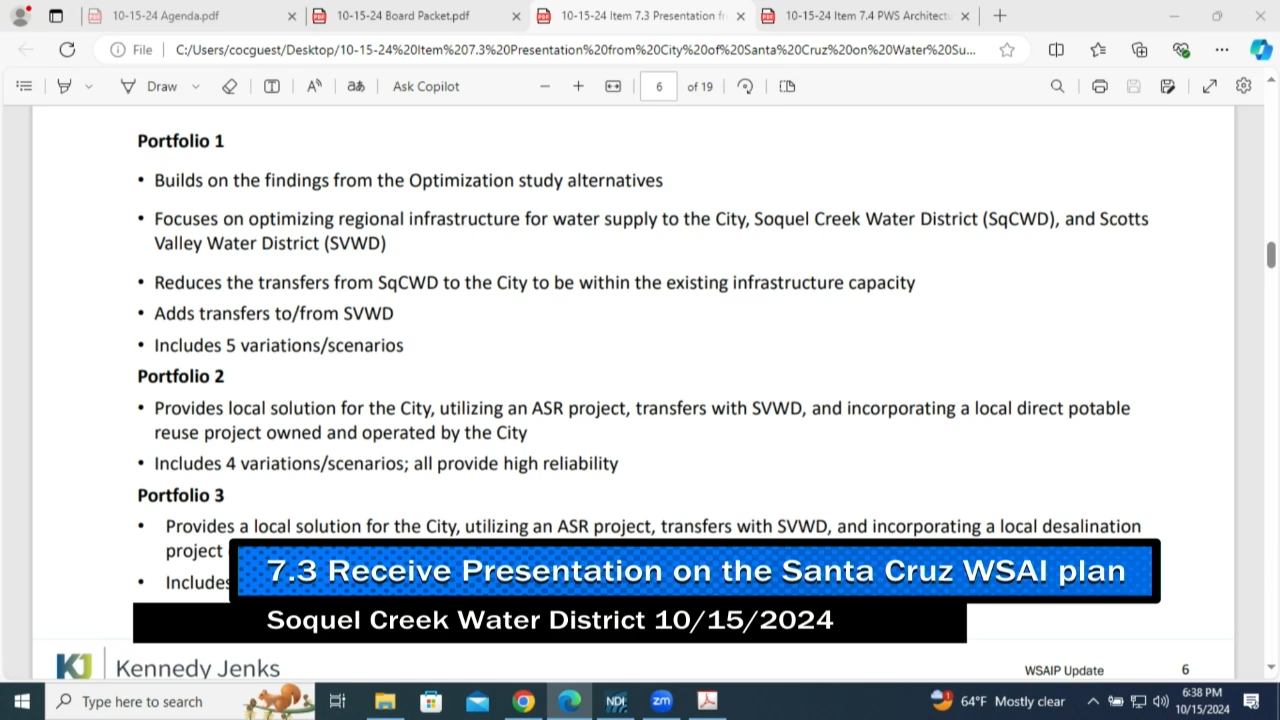 10-15-24 Agenda.pdf
10-15-24 Board Packet.pdf
10-15-24 Item 7.3 Presentation fr
10-15-24 Item 7.4 PWS Architectu
File
C:/Users/cocguest/Desktop/10-15-24%20Item%207.3%20Presentation%20from%20City%20of%20Santa%20Cruz%20on%20Water%20Su...
Draw
Ask Copilot
6 of 19
Portfolio 1
• Builds on the findings from the Optimization study alternatives
• Focuses on optimizing regional infrastructure for water supply to the City, Soquel Creek Water District (SqCWD), and Scotts
Valley Water District (SVWD)
• Reduces the transfers from SqCWD to the City to be within the existing infrastructure capacity
• Adds transfers to/from SVWD
• Includes 5 variations/scenarios
Portfolio 2
• Provides local solution for the City, utilizing an ASR project, transfers with SVWD, and incorporating a local direct potable
reuse project owned and operated by the City
• Includes 4 variations/scenarios; all provide high reliability
Portfolio 3
• Provides a local solution for the City, utilizing an ASR project, transfers with SVWD, and incorporating a local desalination
project
• Includes
7.3 Receive Presentation on the Santa Cruz WSAI plan
Soquel Creek Water District 10/15/2024
KJ Kennedy Jenks
WSAIP Update 6
Type here to search
NDI
zm
64°F Mostly clear
6:38 PM
10/15/2024